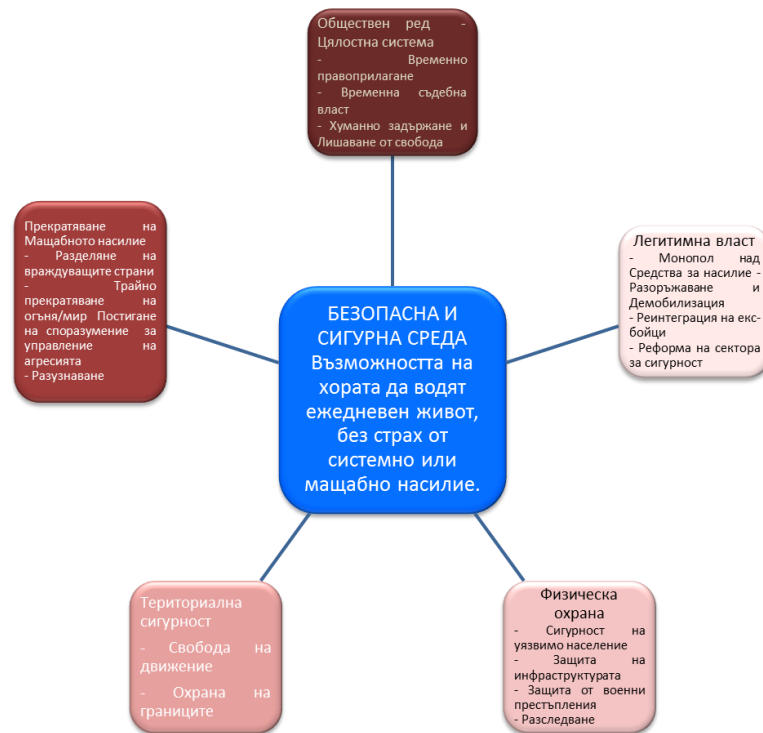 Обществен ред -
Цялостна система
- Временно
правоприлагане
- Временна съдебна
власт
- Хуманно задържане и
Лишаване от свобода
Прекратяване на
Мащабното насилие
- Разделяне на
враждуващите страни
- Трайно
прекратяване на
огъня/мир Постигане
на споразумение за
управление на
агресията
- Разузнаване
Легитимна власт
- Монопол над
Средства за насилие -
Разоръжаване и
Демобилизация
- Реинтеграция на екс-
бойци
- Реформа на сектора
за сигурност
БЕЗОПАСНА И
СИГУРНА СРЕДА
Възможността на
хората да водят
ежедневен живот,
без страх от
системно или
мащабно насилие.
Териториална
сигурност
- Свобода на
движение
- Охрана на
границите
Физическа
охрана
- Сигурност на
уязвимо население
- Защита на
инфраструктурата
- Защита от военни
престъпления
- Разследване